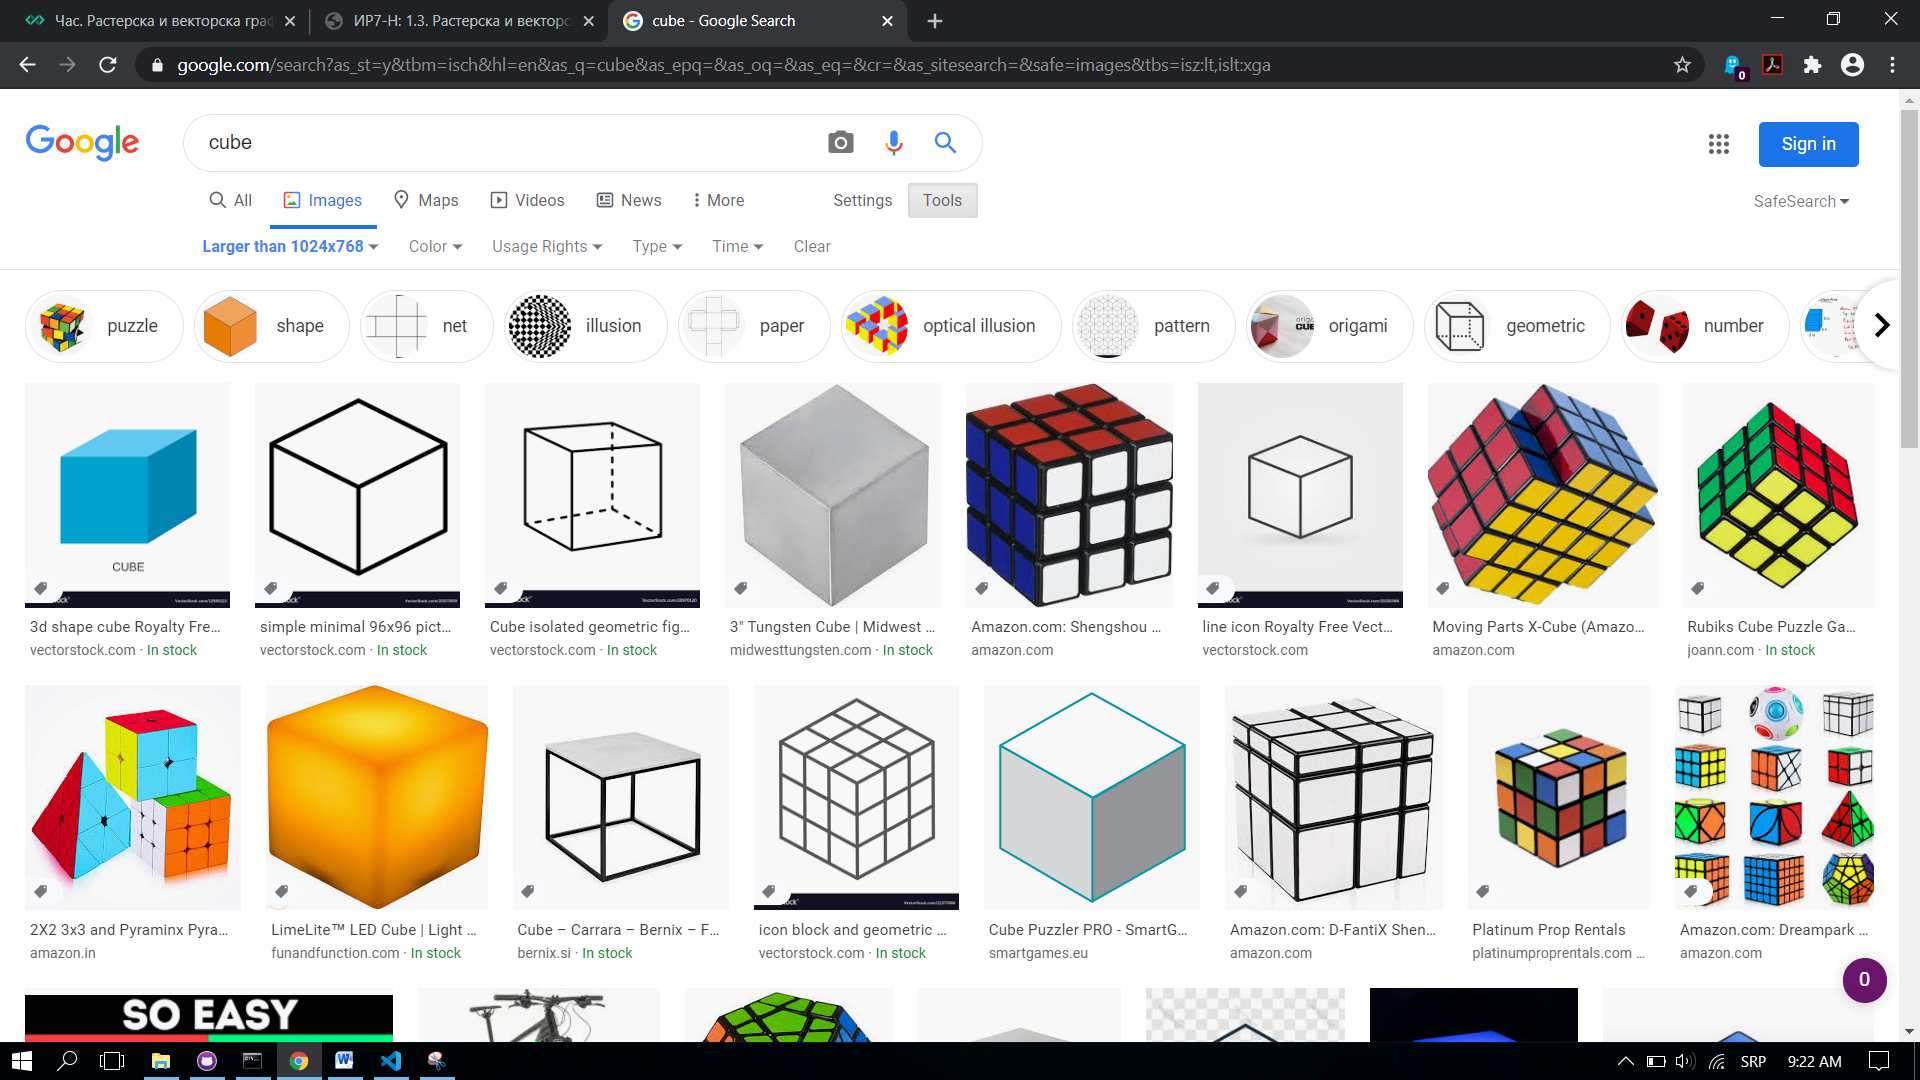 Час. Растерска и векторска граф
ИР7-Н: 1.3. Растерска и векторс
cube - Google Search
google.com/search?as_st=y&tbm=isch&hl=en&as_q=cube&as_epq=&as_oq=&as_eq=&cr=&as_sitesearch=&safe=images&tbs=isz:lt,islt:xga
0
Google
cube
Sign in
All
Images
Maps
Videos
News
More
Settings
Tools
SafeSearch
Larger than 1024x768
Color
Usage Rights
Type
Time
Clear
puzzle
shape
net
illusion
paper
optical illusion
pattern
origami
geometric
number
CUBE
3d shape cube Royalty Fre...
vectorstock.com · In stock
simple minimal 96x96 pict...
vectorstock.com · In stock
Cube isolated geometric fig...
vectorstock.com · In stock
3" Tungsten Cube | Midwest ...
midwesttungsten.com · In stock
Amazon.com: Shengshou ...
amazon.com
line icon Royalty Free Vect...
vectorstock.com
Moving Parts X-Cube (Amazo...
amazon.com
Rubiks Cube Puzzle Ga...
joann.com · In stock
2X2 3x3 and Pyraminx Pyra...
amazon.in
LimeLite™ LED Cube | Light ...
funandfunction.com · In stock
Cube – Carrara – Bernix – F...
bernix.si · In stock
icon block and geometric ...
vectorstock.com · In stock
Cube Puzzler PRO - SmartG...
smartgames.eu
Amazon.com: D-FantiX Shen...
amazon.com
Platinum Prop Rentals
platinumproprentals.com ...
Amazon.com: Dreampark ...
amazon.com
0
SO EASY
SRP
9:22 AM